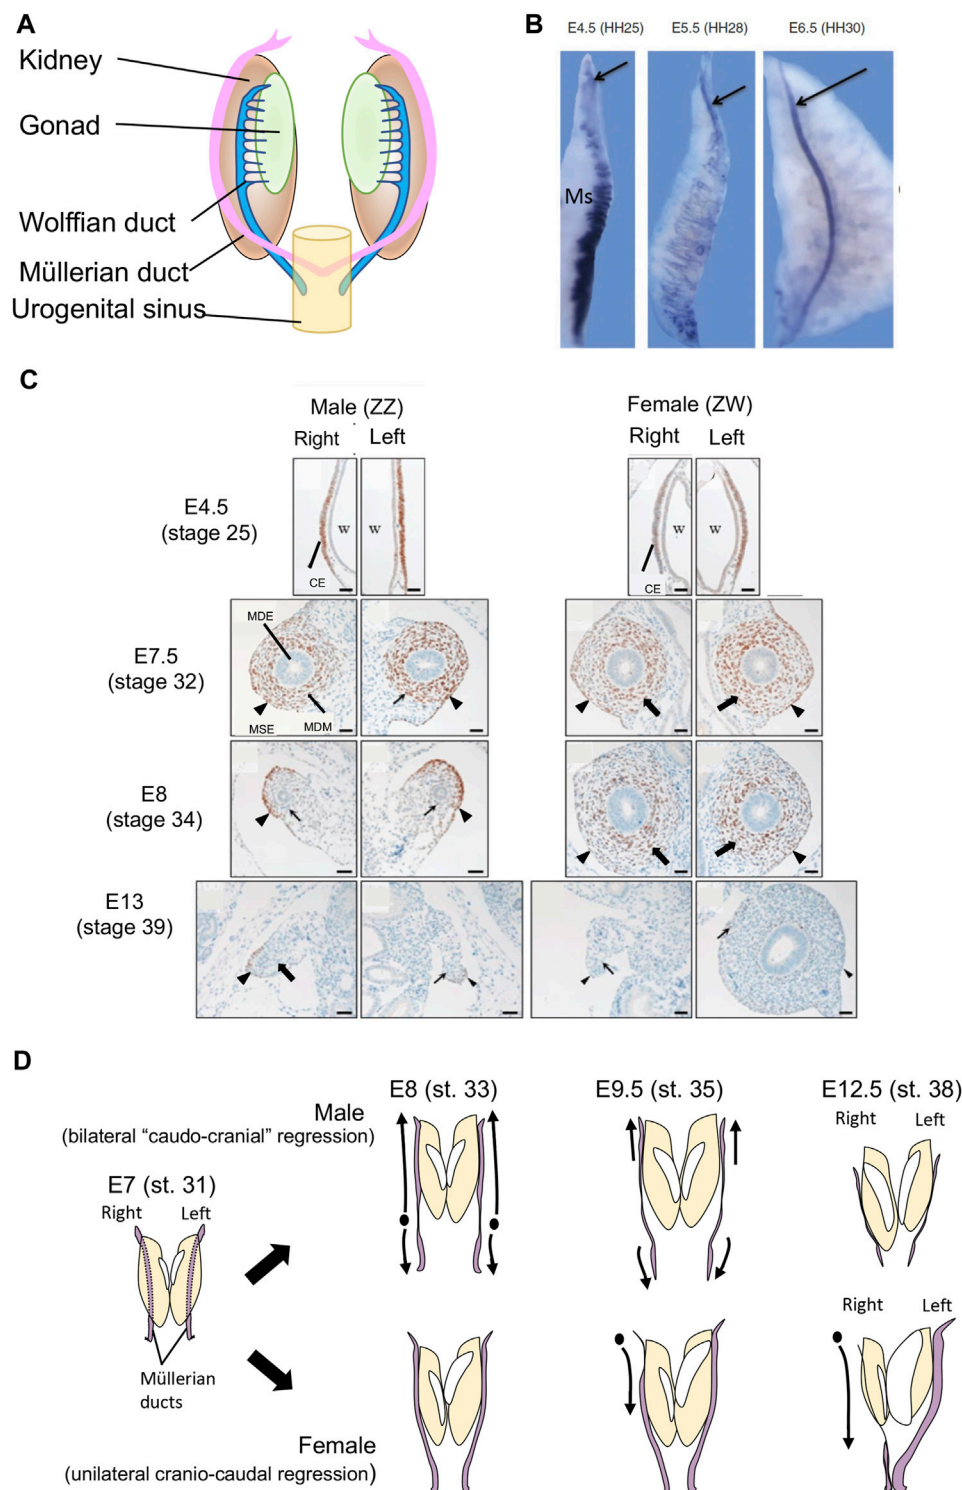 A
Kidney
Gonad
Wolffian duct
Müllerian duct
Urogenital sinus
B
E4.5 (HH25)
E5.5 (HH28)
E6.5 (HH30)
Ms
C
Male (ZZ)
Female (ZW)
Right
Left
Right
Left
E4.5
(stage 25)
W
W
W
W
CE
CE
E7.5
(stage 32)
MDE
MSE
MDM
E8
(stage 34)
E13
(stage 39)
D
E8 (st. 33)
E9.5 (st. 35)
E12.5 (st. 38)
Male
(bilateral “caudo-cranial” regression)
Right
Left
E7 (st. 31)
Right
Left
Müllerian
ducts
Right
Left
Female
(unilateral cranio-caudal regression)